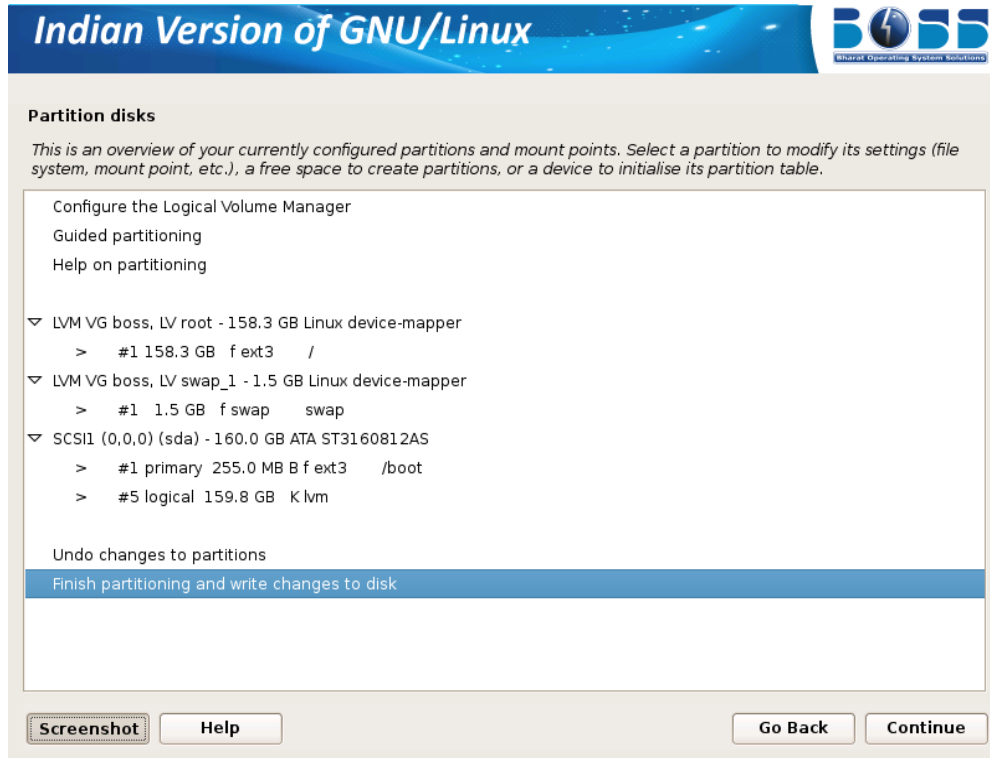 Indian Version of GNU/Linux
BOSS
Bharat Operating System Solutions
Partition disks
This is an overview of your currently configured partitions and mount points. Select a partition to modify its settings (file
system, mount point, etc.), a free space to create partitions, or a device to initialise its partition table.
Configure the Logical Volume Manager
Guided partitioning
Help on partitioning
LVM VG boss, LV root - 158.3 GB Linux device-mapper
> #1 158.3 GB f ext3 /
LVM VG boss, LV swap_1 - 1.5 GB Linux device-mapper
> #1 1.5 GB f swap swap
SCSI1 (0,0,0) (sda) - 160.0 GB ATA ST3160812AS
> #1 primary 255.0 MB B f ext3 /boot
> #5 logical 159.8 GB K lvm
Undo changes to partitions
Finish partitioning and write changes to disk
Screenshot Help Go Back Continue